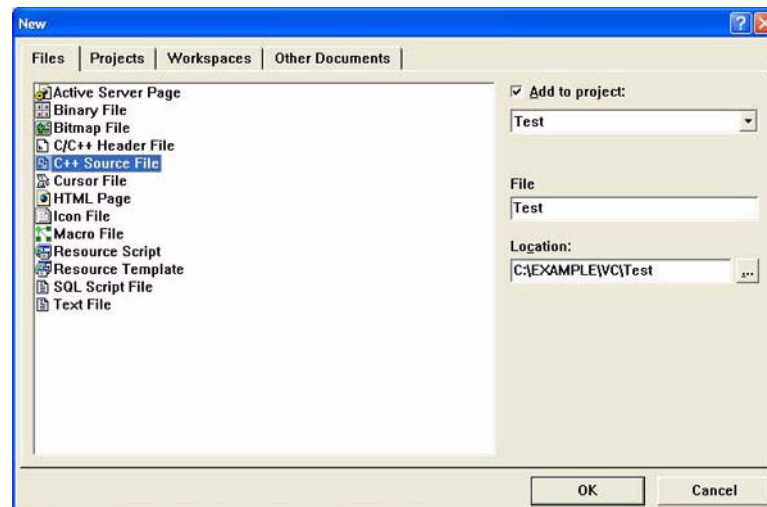 New
Files Projects Workspaces Other Documents
Active Server Page
Binary File
Bitmap File
C/C++ Header File
C++ Source File
Cursor File
HTML Page
Icon File
Macro File
Resource Script
Resource Template
SQL Script File
Text File
Add to project:
Test
File
Test
Location:
C:\EXAMPLE\VC\Test
...
OK Cancel